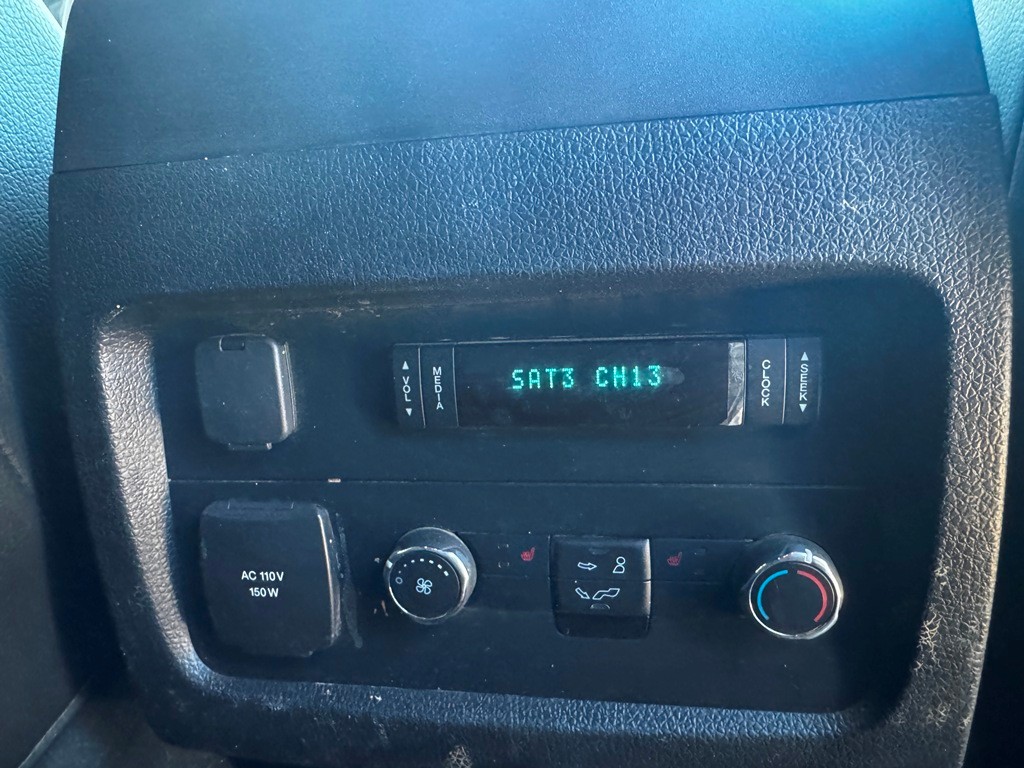 VOL
MEDIA
SAT3 CH13
CLOCK
SEEK
AC 110V
150W